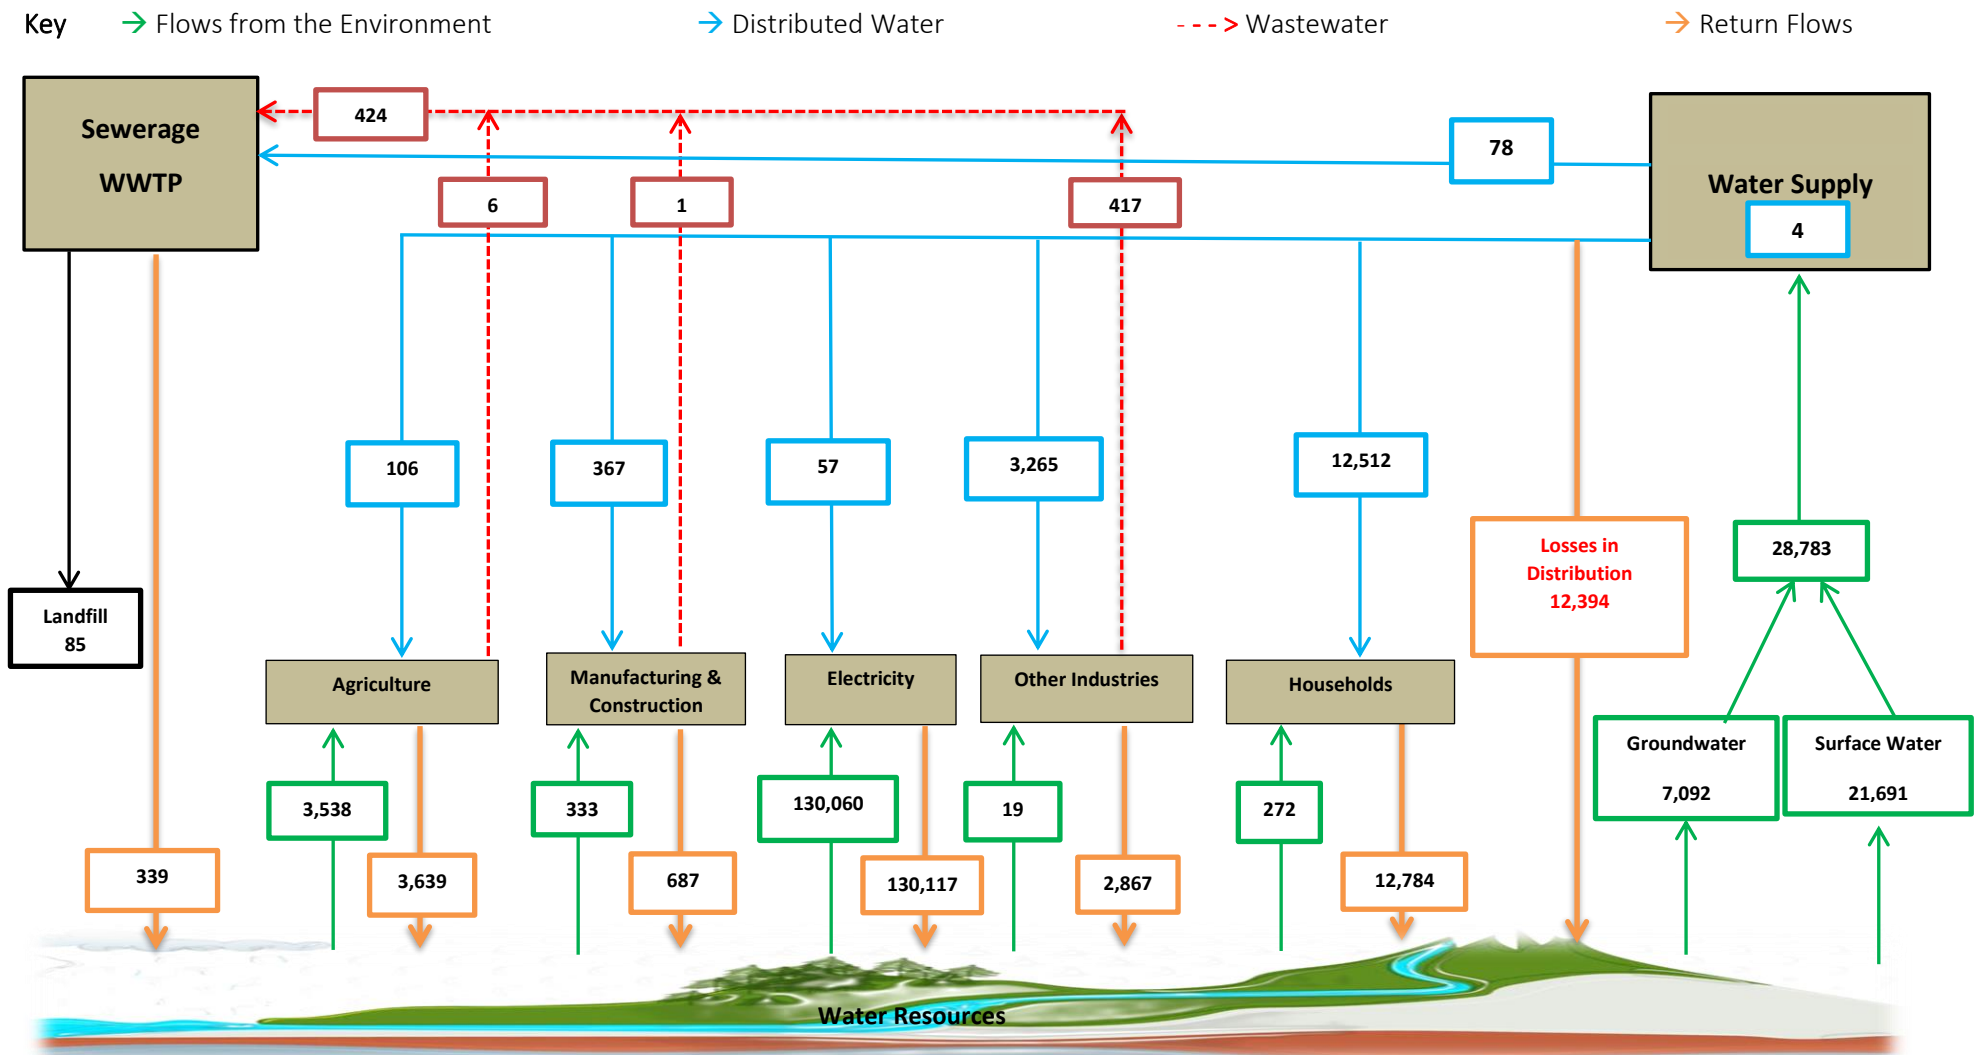 Key
Flows from the Environment
Distributed Water
Wastewater
Return Flows
Sewerage
WWTP
424
78
Water Supply
4
6
1
417
106
367
57
3,265
12,512
Losses in
Distribution
12,394
28,783
Landfill
85
Agriculture
Manufacturing &
Construction
Electricity
Other Industries
Households
Groundwater
7,092
Surface Water
21,691
3,538
333
130,060
19
272
339
3,639
687
130,117
2,867
12,784
Water Resources